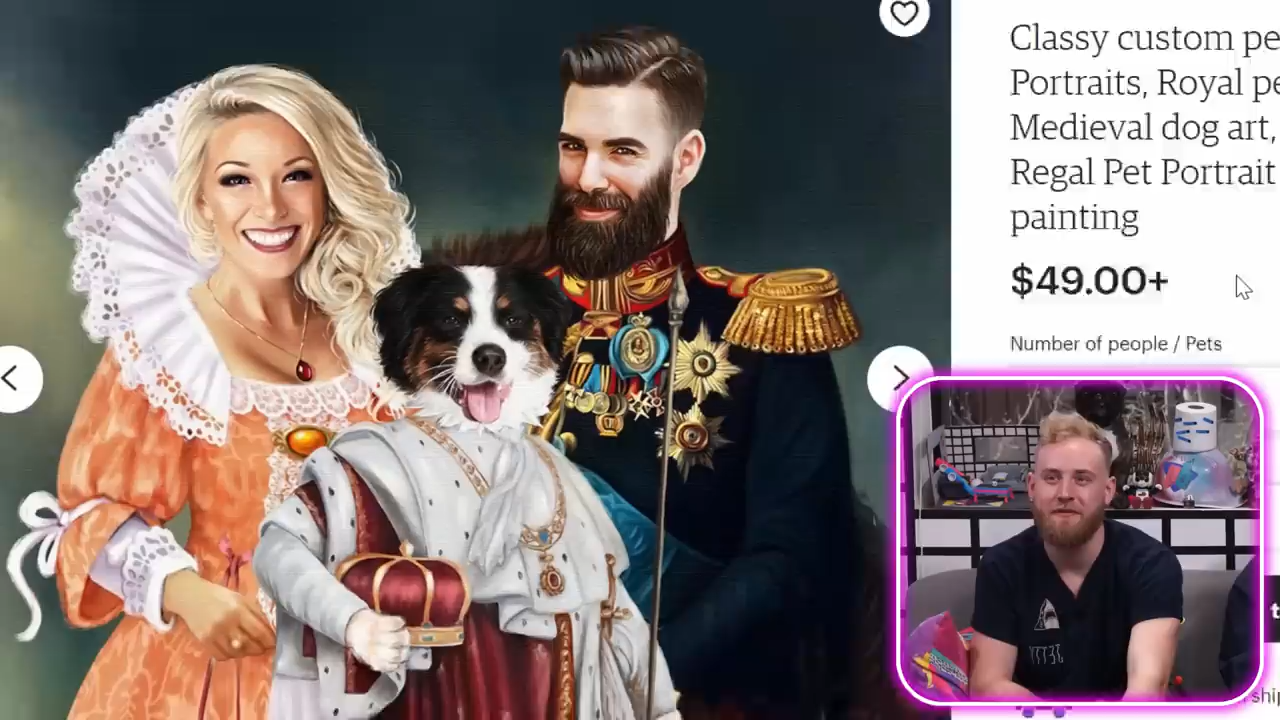 Classy custom pe
Portraits, Royal pe
Medieval dog art,
Regal Pet Portrait
painting
$49.00+
Number of people / Pets